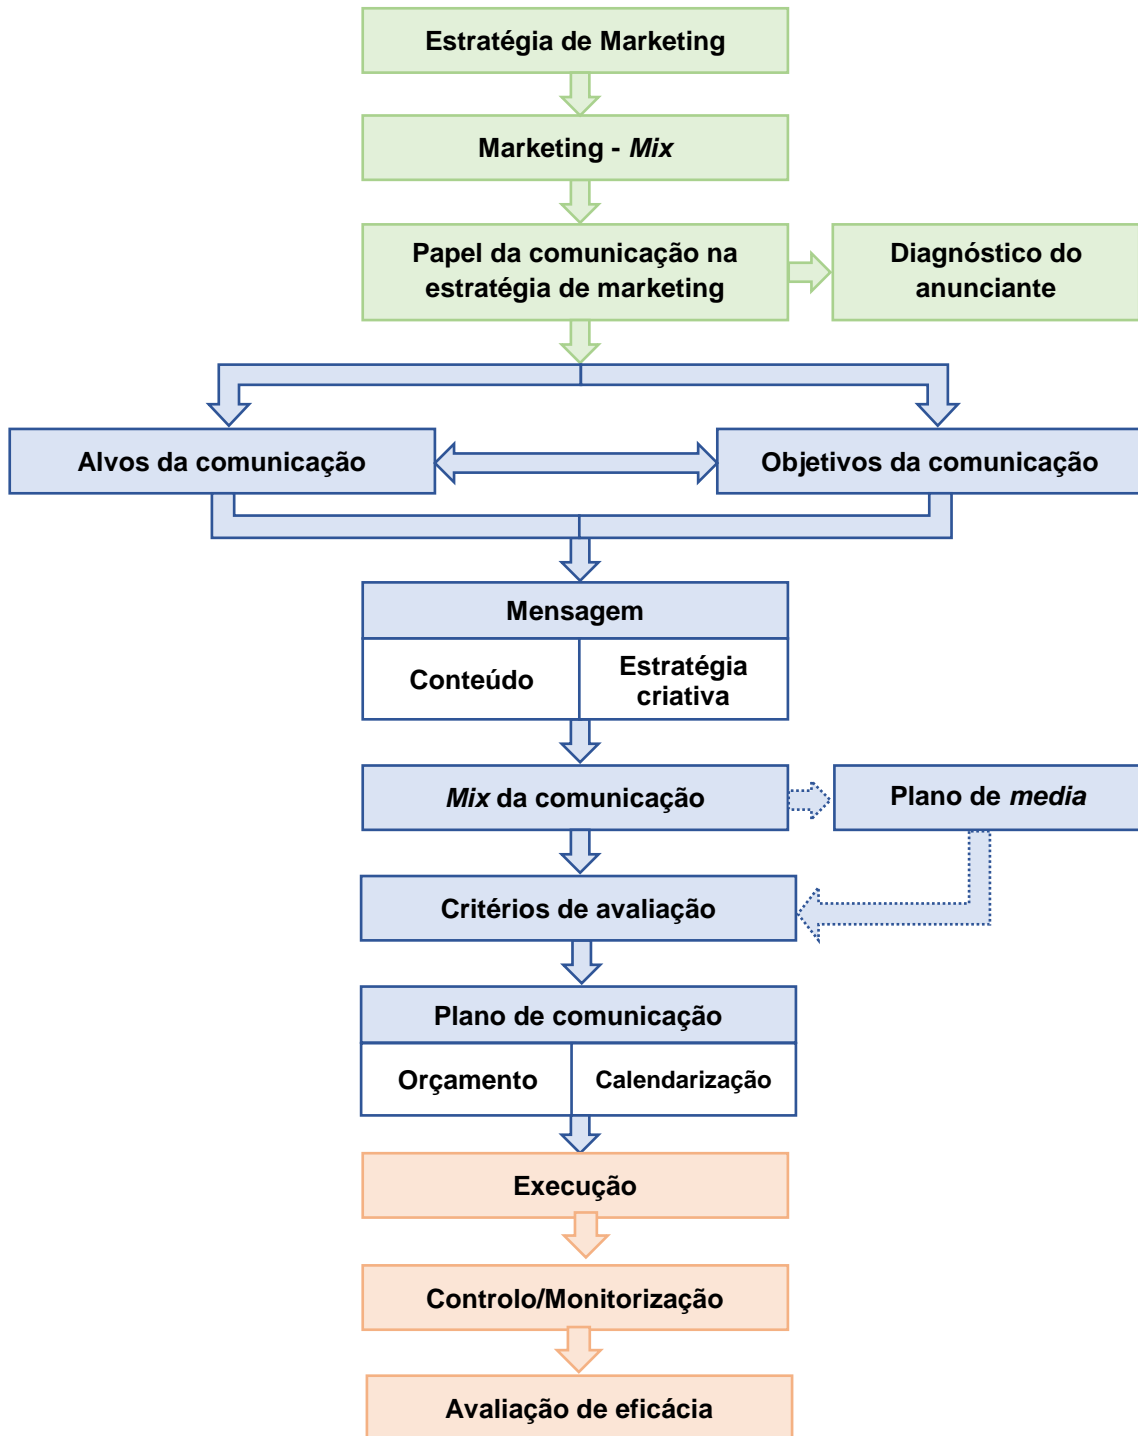 Estratégia de Marketing
Marketing - Mix
Papel da comunicação na
estratégia de marketing
Diagnóstico do
anunciante
Alvos da comunicação
Objetivos da comunicação
Mensagem
Conteúdo
Estratégia
criativa
Mix da comunicação
Plano de media
Critérios de avaliação
Plano de comunicação
Orçamento
Calendarização
Execução
Controlo/Monitorização
Avaliação de eficácia